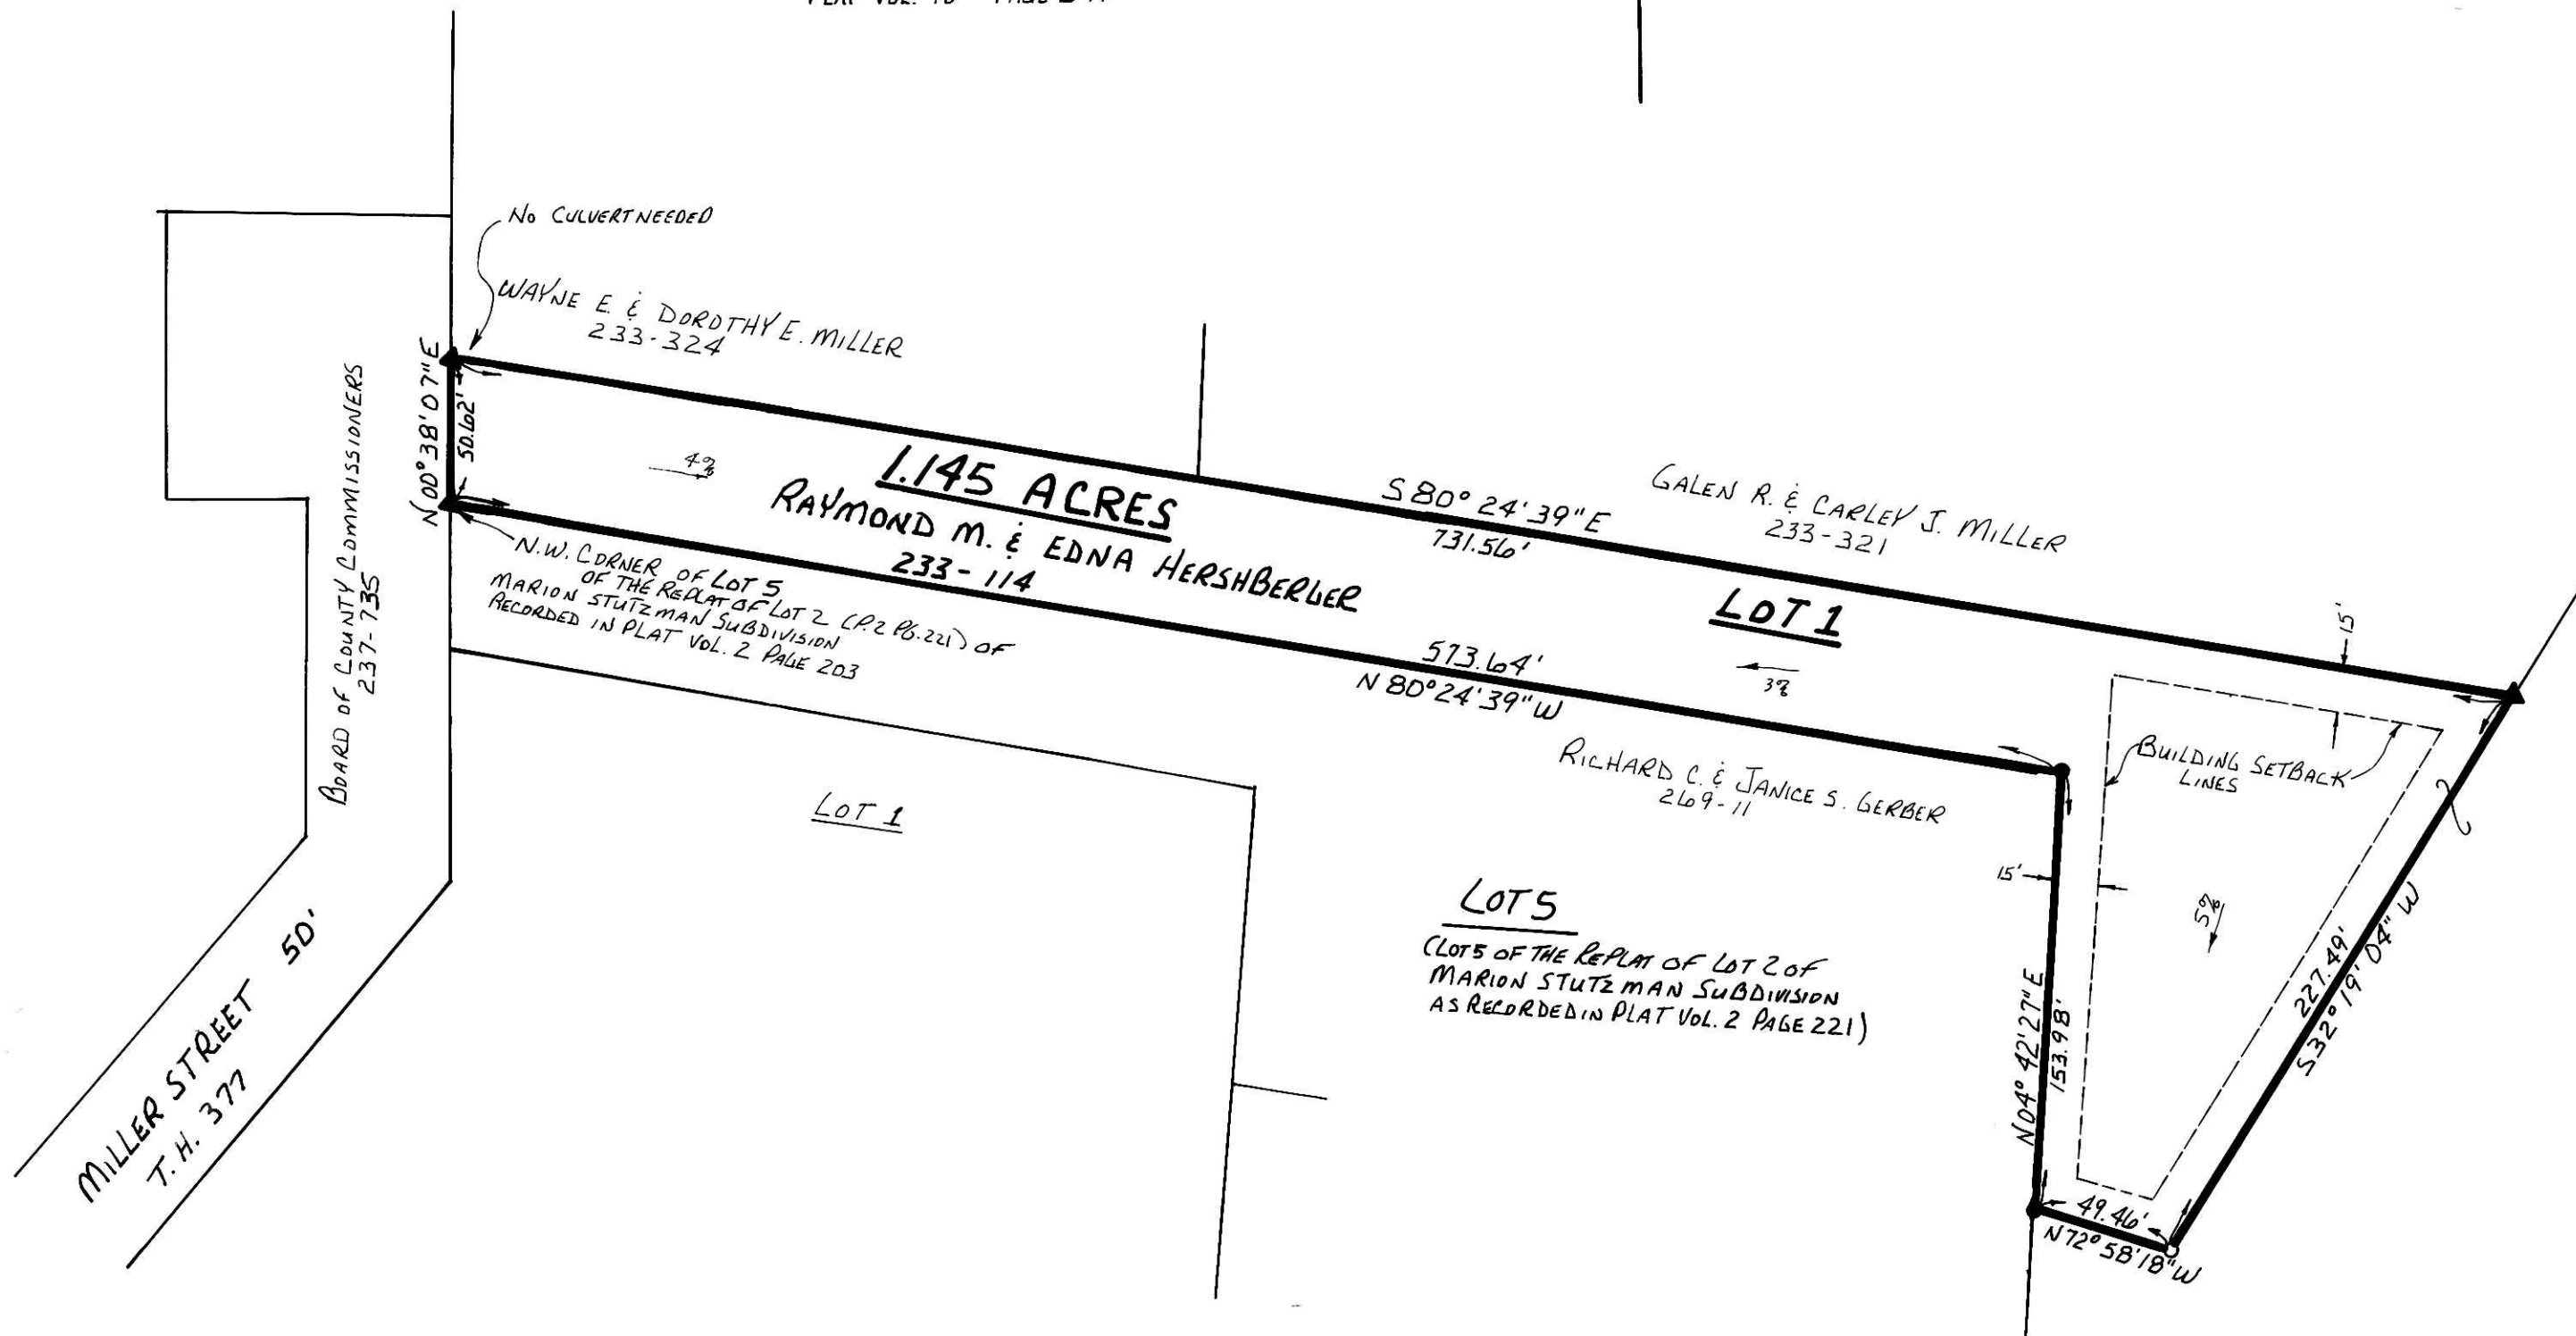 No CULVERT NEEDED
WAYNE E. & DOROTHY E. MILLER
233-324
N 00° 38' 07" E
50.62'
BOARD OF COUNTY COMMISSIONERS
237-735
4%
1.145 ACRES
RAYMOND M. & EDNA HERSHBERGER
233-114
N.W. CORNER OF LOT 5
OF THE REPLAT OF LOT 2 (P.2 PG.221) OF
MARION STUTZMAN SUBDIVISION
RECORDED IN PLAT VOL. 2 PAGE 203
S 80° 24' 39" E
731.56'
GALEN R. & CARLEY J. MILLER
233-321
LOT 1
573.64'
N 80° 24' 39" W
3%
15'
BUILDING SETBACK
LINES
RICHARD C. & JANICE S. GERBER
269-11
LOT 1
LOT 5
(LOT 5 OF THE REPLAT OF LOT 2 OF
MARION STUTZMAN SUBDIVISION
AS RECORDED IN PLAT VOL. 2 PAGE 221)
15'
5%
N 04° 42' 27" E
153.98'
227.49'
S 32° 19' 04" W
49.46'
N 72° 58' 18" W
MILLER STREET 50'
T. H. 377